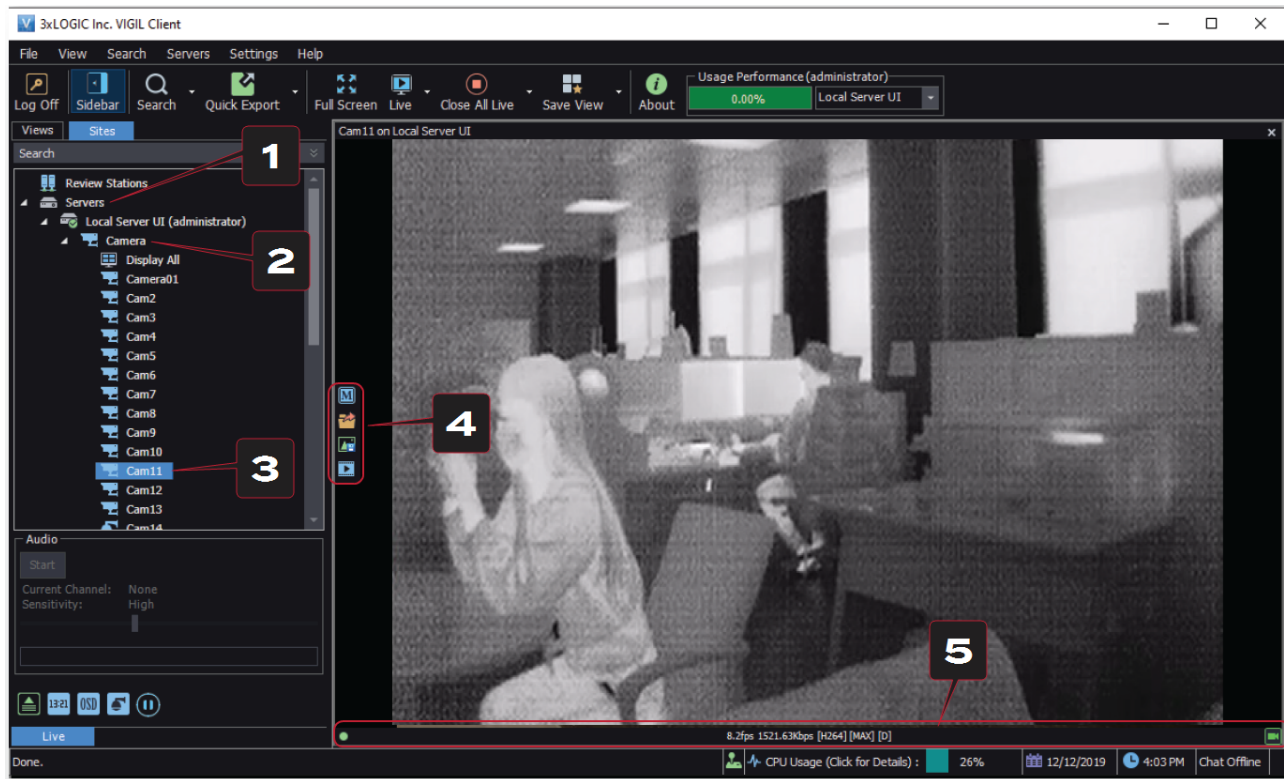 3xLOGIC Inc. VIGIL Client
File View Search Servers Settings Help
Log Off Sidebar Search Quick Export Full Screen Live Close All Live Save View About
Usage Performance (administrator)
0.00% Local Server UI
Views Sites
Search
Review Stations
Servers
Local Server UI (administrator)
Camera
Display All
Camera01
Cam2
Cam3
Cam4
Cam5
Cam6
Cam7
Cam8
Cam9
Cam10
Cam11
Cam12
Cam13
Cam14
Audio
Start
Current Channel: None
Sensitivity: High
13:21 OSD
Live
Cam11 on Local Server UI
1
2
3
M
4
5
8.2fps 1521.63Kbps [H264] [MAX] [D]
Done. CPU Usage (Click for Details) : 26% 12/12/2019 4:03 PM Chat Offline